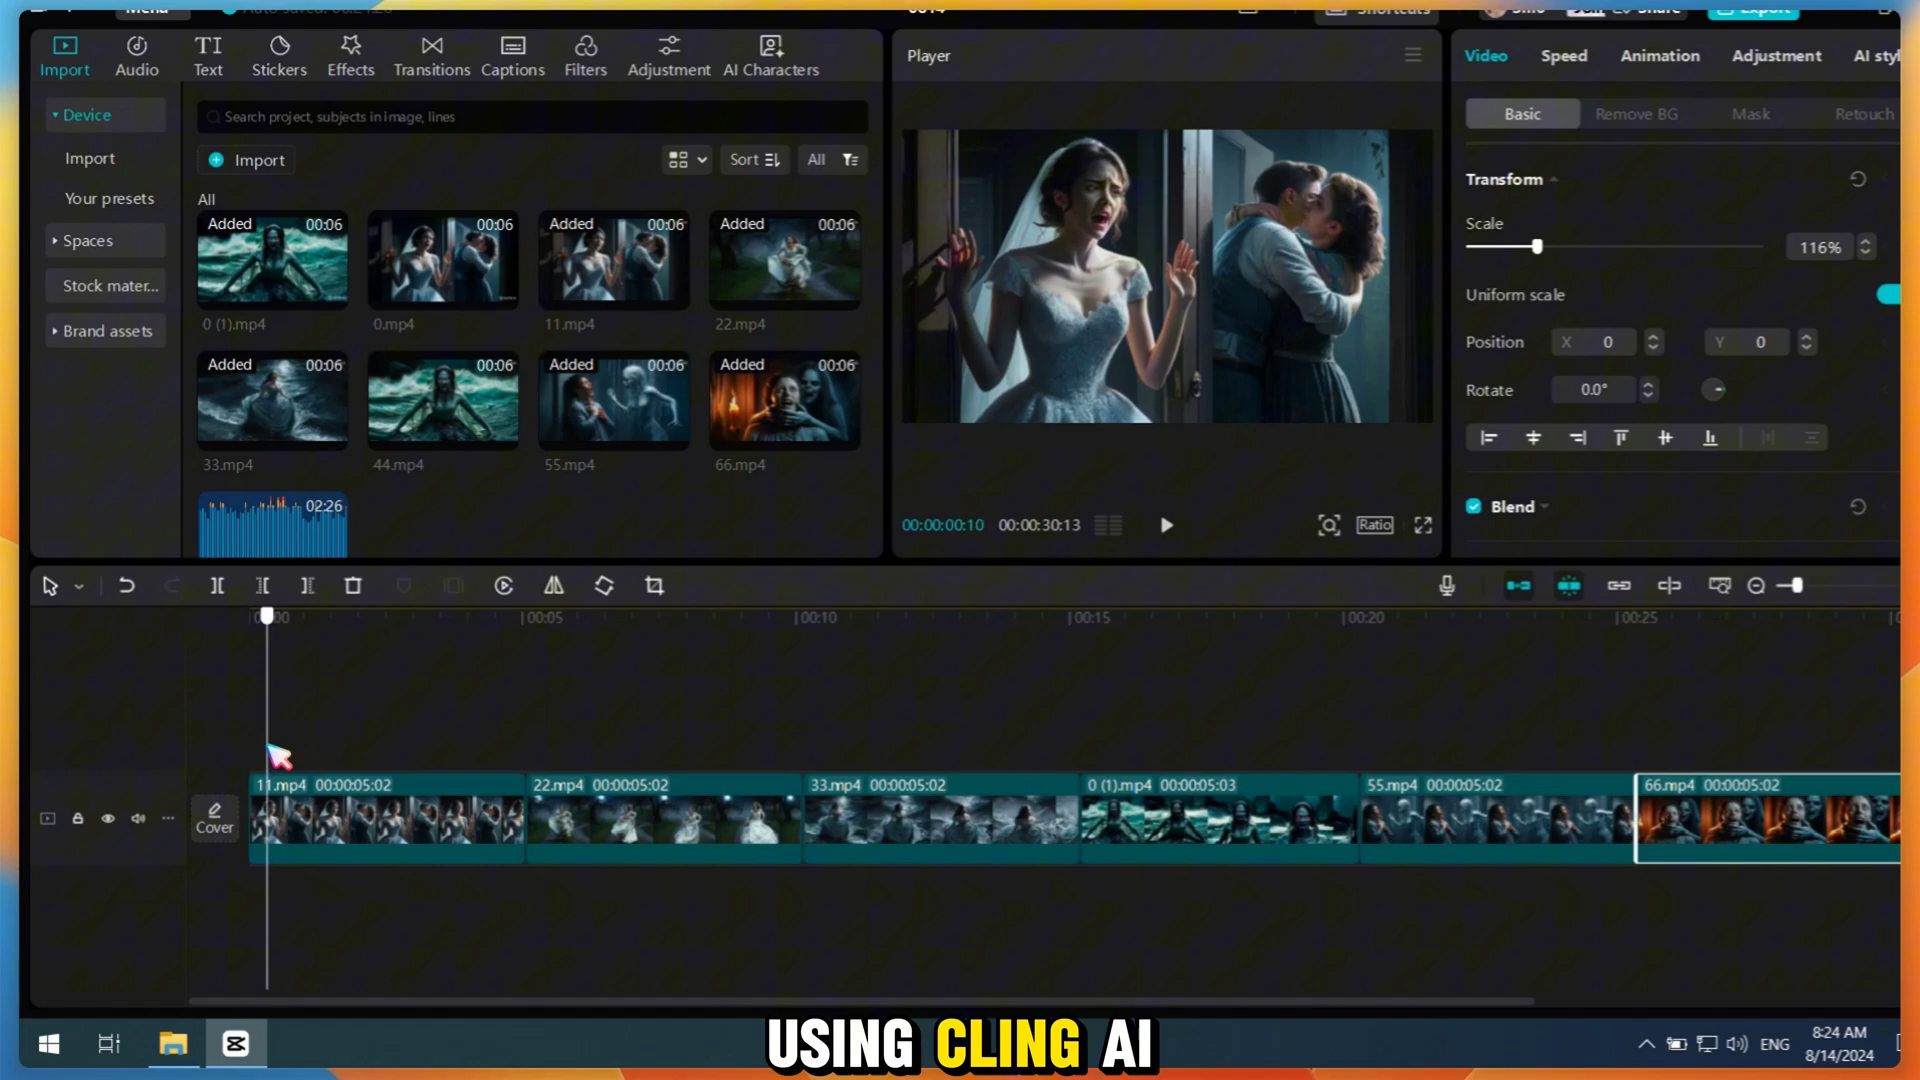 Menu
Shortcuts
Share
Export
Import
Audio
Text
Stickers
Effects
Transitions
Captions
Filters
Adjustment
AI Characters
Player
Video
Speed
Animation
Adjustment
AI styl
Device
Import
Your presets
Spaces
Stock mater...
Brand assets
Search project, subjects in image, lines
Import
Sort
All
All
Added 00:06
Added 00:06
Added 00:06
Added 00:06
0 (1).mp4
0.mp4
11.mp4
22.mp4
Added 00:06
00:06
Added 00:06
Added 00:06
33.mp4
44.mp4
55.mp4
66.mp4
02:26
00:00:00:10 00:00:30:13
Ratio
Basic
Remove BG
Mask
Retouch
Transform
Scale
116%
Uniform scale
Position X 0 Y 0
Rotate 0.0°
Blend
00:05
00:10
00:15
00:20
00:25
Cover
11.mp4 00:00:05:02
22.mp4 00:00:05:02
33.mp4 00:00:05:02
0 (1).mp4 00:00:05:03
55.mp4 00:00:05:02
66.mp4 00:00:05:02
USING CLING AI
ENG
8:24 AM
8/14/2024